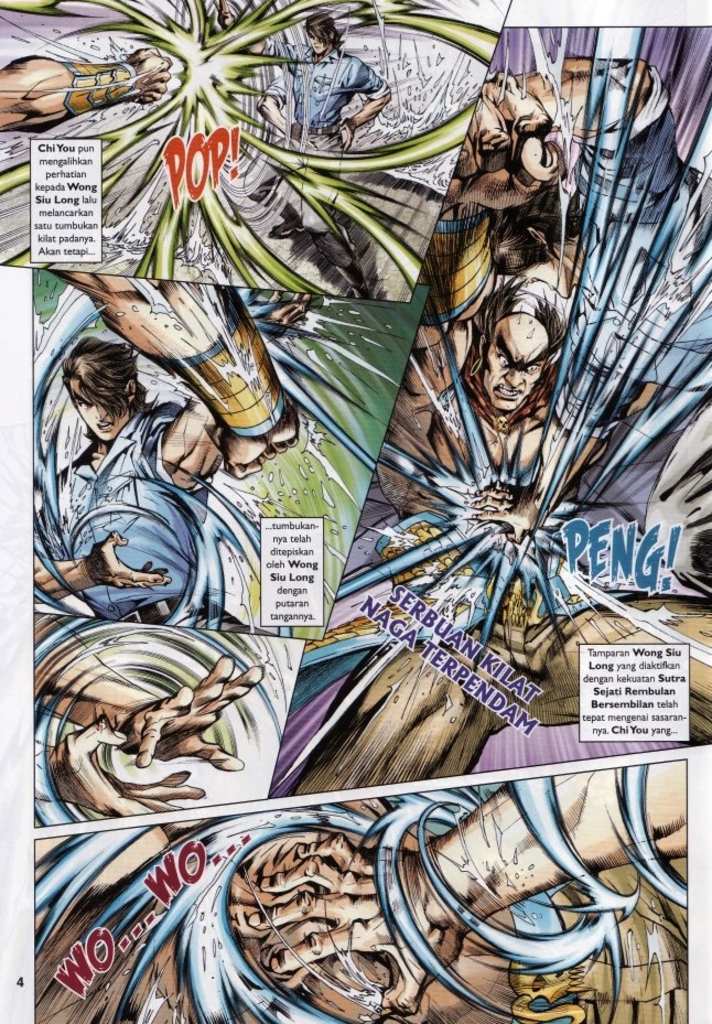 POP!
Chi You pun
mengalihkan
perhatian
kepada Wong
Siu Long lalu
melancarkan
satu tumbukan
kilat padanya.
Akan tetapi...
...tumbukan-
nya telah
ditepiskan
oleh Wong
Siu Long
dengan
putaran
tangannya.
PENG!
SERBUAN KILAT
NAGA TERPENDAM
Tamparan Wong Siu
Long yang diaktifkan
dengan kekuatan Sutra
Sejati Rembulan
Bersembilan telah
tepat mengenai sasaran-
nya. Chi You yang...
WO... WO...
4